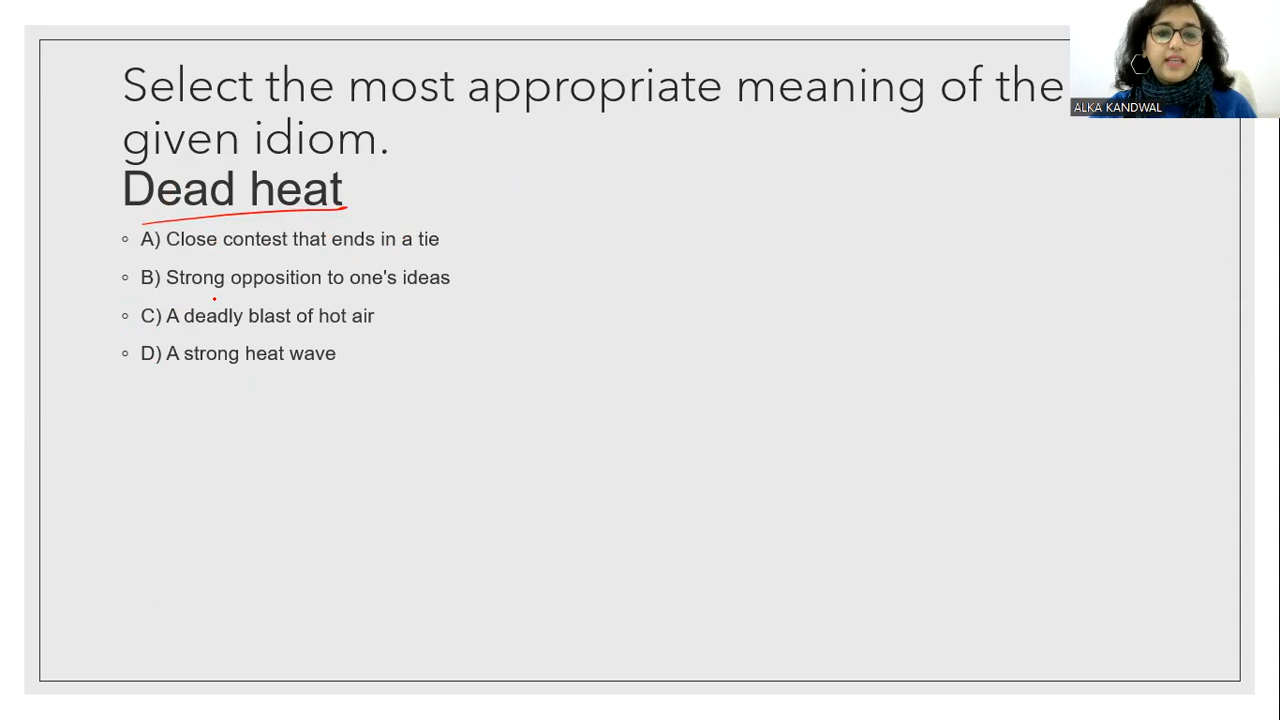 Select the most appropriate meaning of the
given idiom.
Dead heat
A) Close contest that ends in a tie
B) Strong opposition to one's ideas
C) A deadly blast of hot air
D) A strong heat wave
ALKA KANDWAL